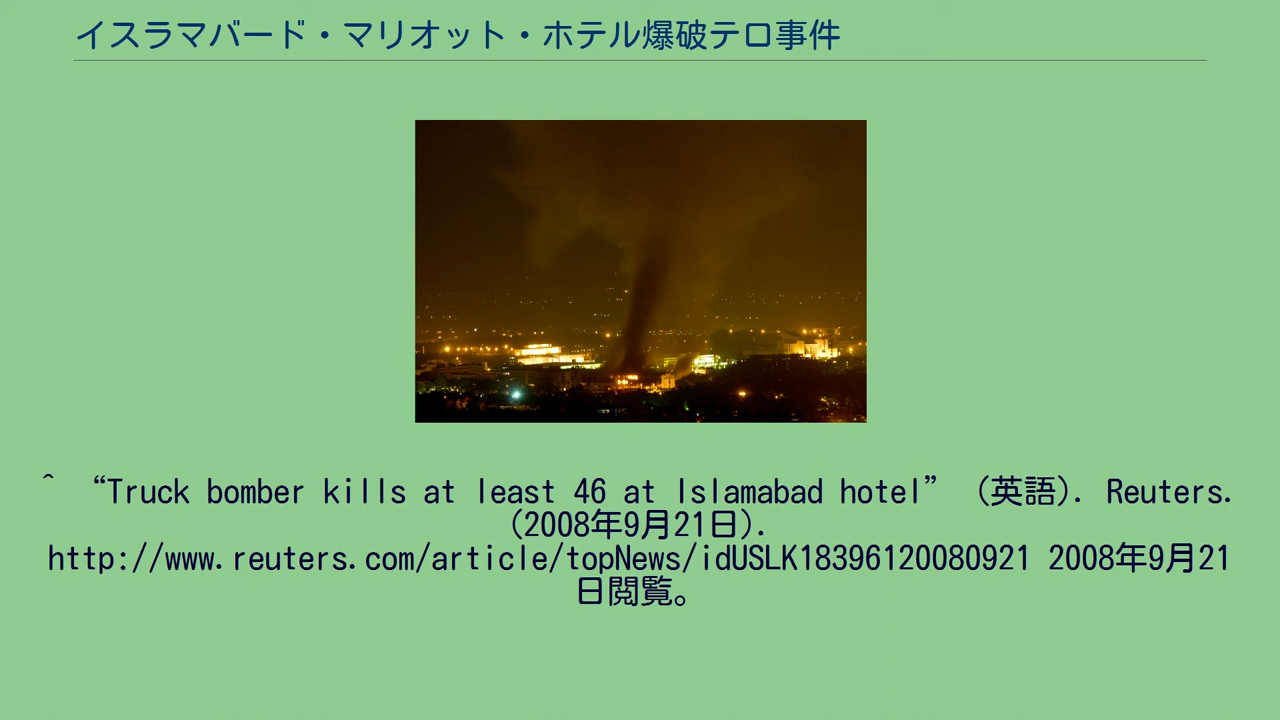 イスラマバード・マリオット・ホテル爆破テロ事件
^ “Truck bomber kills at least 46 at Islamabad hotel” (英語). Reuters.
(2008年9月21日).
http://www.reuters.com/article/topNews/idUSLK18396120080921 2008年9月21
日閲覧。